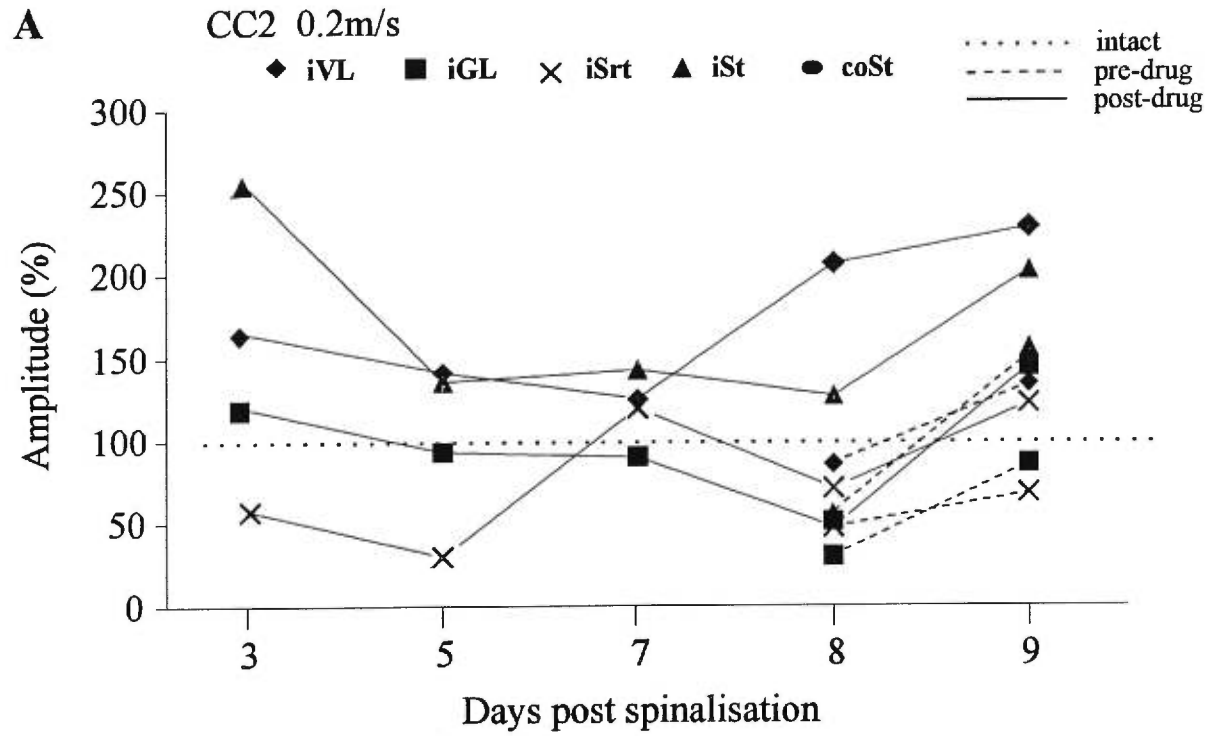 A
CC2 0.2m/s
iVL iGL iSrt iSt coSt
intact
pre-drug
post-drug
300
250
200
150
100
50
0
Amplitude (%)
3 5 7 8 9
Days post spinalisation